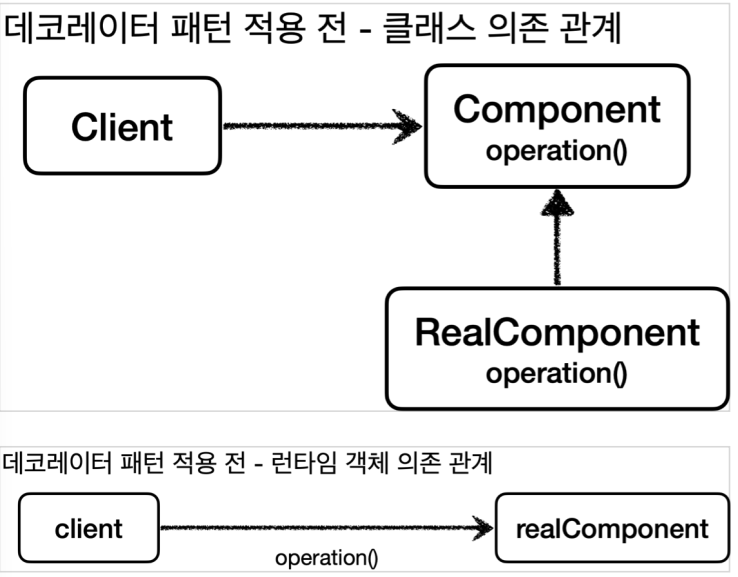 데코레이터 패턴 적용 전 - 클래스 의존 관계
Client
Component
operation()
RealComponent
operation()
데코레이터 패턴 적용 전 - 런타임 객체 의존 관계
client
realComponent
operation()